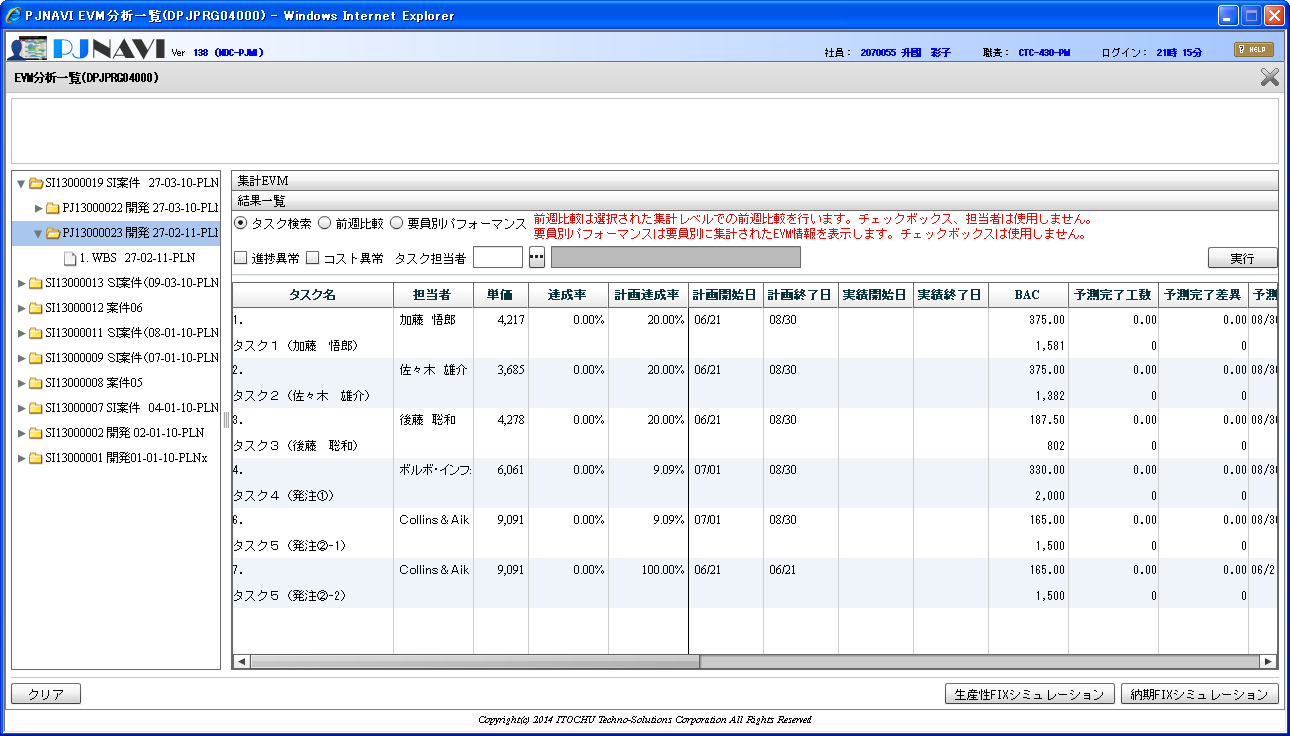 PJNAVI EVM分析一覧(DPJPRG04000) - Windows Internet Explorer
PJNAVI Ver 138 (NDC-PJMI) 社員： 2070055 升國 彩子 職責： CTC-430-PM ログイン： 21時 15分 ? HELP
EVM分析一覧(DPJPRG04000)
SI13000019 SI案件 27-03-10-PLN
PJ13000022 開発 27-03-10-PLN
PJ13000023 開発 27-02-11-PLN
1. WBS 27-02-11-PLN
SI13000013 SI案件(09-03-10-PLN
SI13000012 案件06
SI13000011 SI案件(08-01-10-PLN
SI13000009 SI案件(07-01-10-PLN
SI13000008 案件05
SI13000007 SI案件 04-01-10-PLN
SI13000002 開発 02-01-10-PLN
SI13000001 開発01-01-10-PLNx
集計EVM
結果一覧
タスク検索 前週比較 要員別パフォーマンス
前週比較は選択された集計レベルでの前週比較を行います。チェックボックス、担当者は使用しません。
要員別パフォーマンスは要員別に集計されたEVM情報を表示します。チェックボックスは使用しません。
進捗異常 コスト異常 タスク担当者 ... 実行
タスク名 担当者 単価 達成率 計画達成率 計画開始日 計画終了日 実績開始日 実績終了日 BAC 予測完了工数 予測完了差異 予測
1. 加藤 悟郎 4,217 0.00% 20.00% 06/21 08/30 375.00 0.00 0.00 08/30
タスク１（加藤　悟郎） 1,581 0 0
2. 佐々木 雄介 3,685 0.00% 20.00% 06/21 08/30 375.00 0.00 0.00 08/30
タスク２（佐々木　雄介） 1,382 0 0
3. 後藤 聡和 4,278 0.00% 20.00% 06/21 08/30 187.50 0.00 0.00 08/30
タスク３（後藤　聡和） 802 0 0
4. ボルボ・インフ 6,061 0.00% 9.09% 07/01 08/30 330.00 0.00 0.00 08/30
タスク４（発注①） 2,000 0 0
6. Collins＆Aik 9,091 0.00% 9.09% 07/01 08/30 165.00 0.00 0.00 08/30
タスク５（発注②-1） 1,500 0 0
7. Collins＆Aik 9,091 0.00% 100.00% 06/21 06/21 165.00 0.00 0.00 06/2
タスク５（発注②-2） 1,500 0 0
クリア 生産性FIXシミュレーション 納期FIXシミュレーション
Copyright(c) 2014 ITOCHU Techno-Solutions Corporation All Rights Reserved